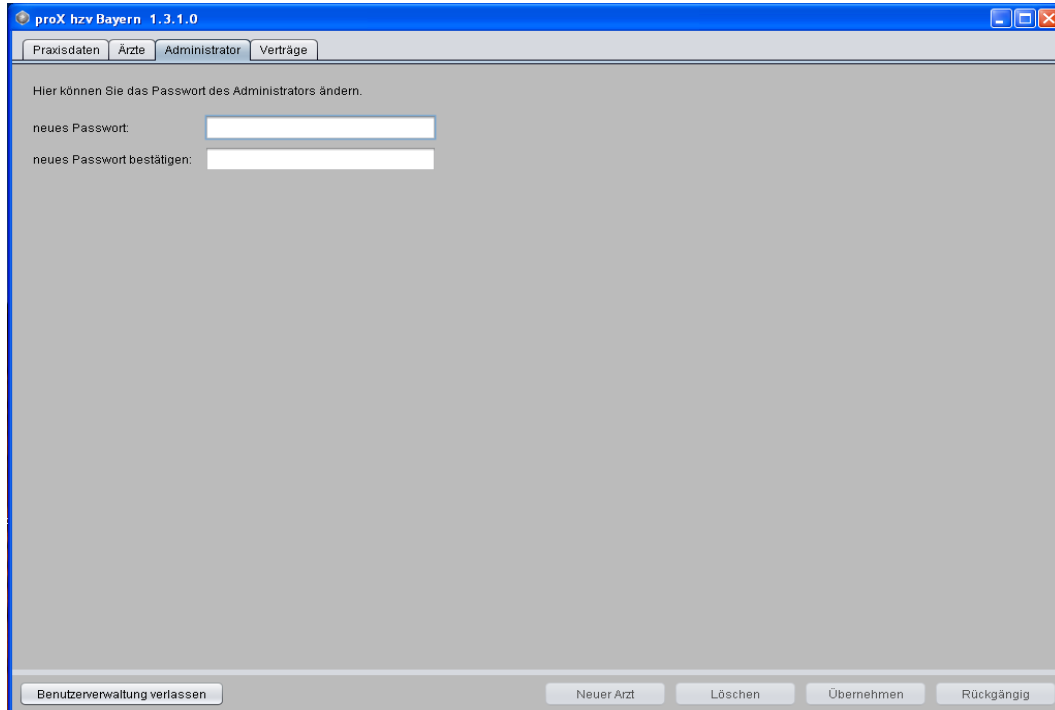 proX hzv Bayern 1.3.1.0
Praxisdaten Ärzte Administrator Verträge
Hier können Sie das Passwort des Administrators ändern.
neues Passwort:
neues Passwort bestätigen:
Benutzerverwaltung verlassen Neuer Arzt Löschen Übernehmen Rückgängig